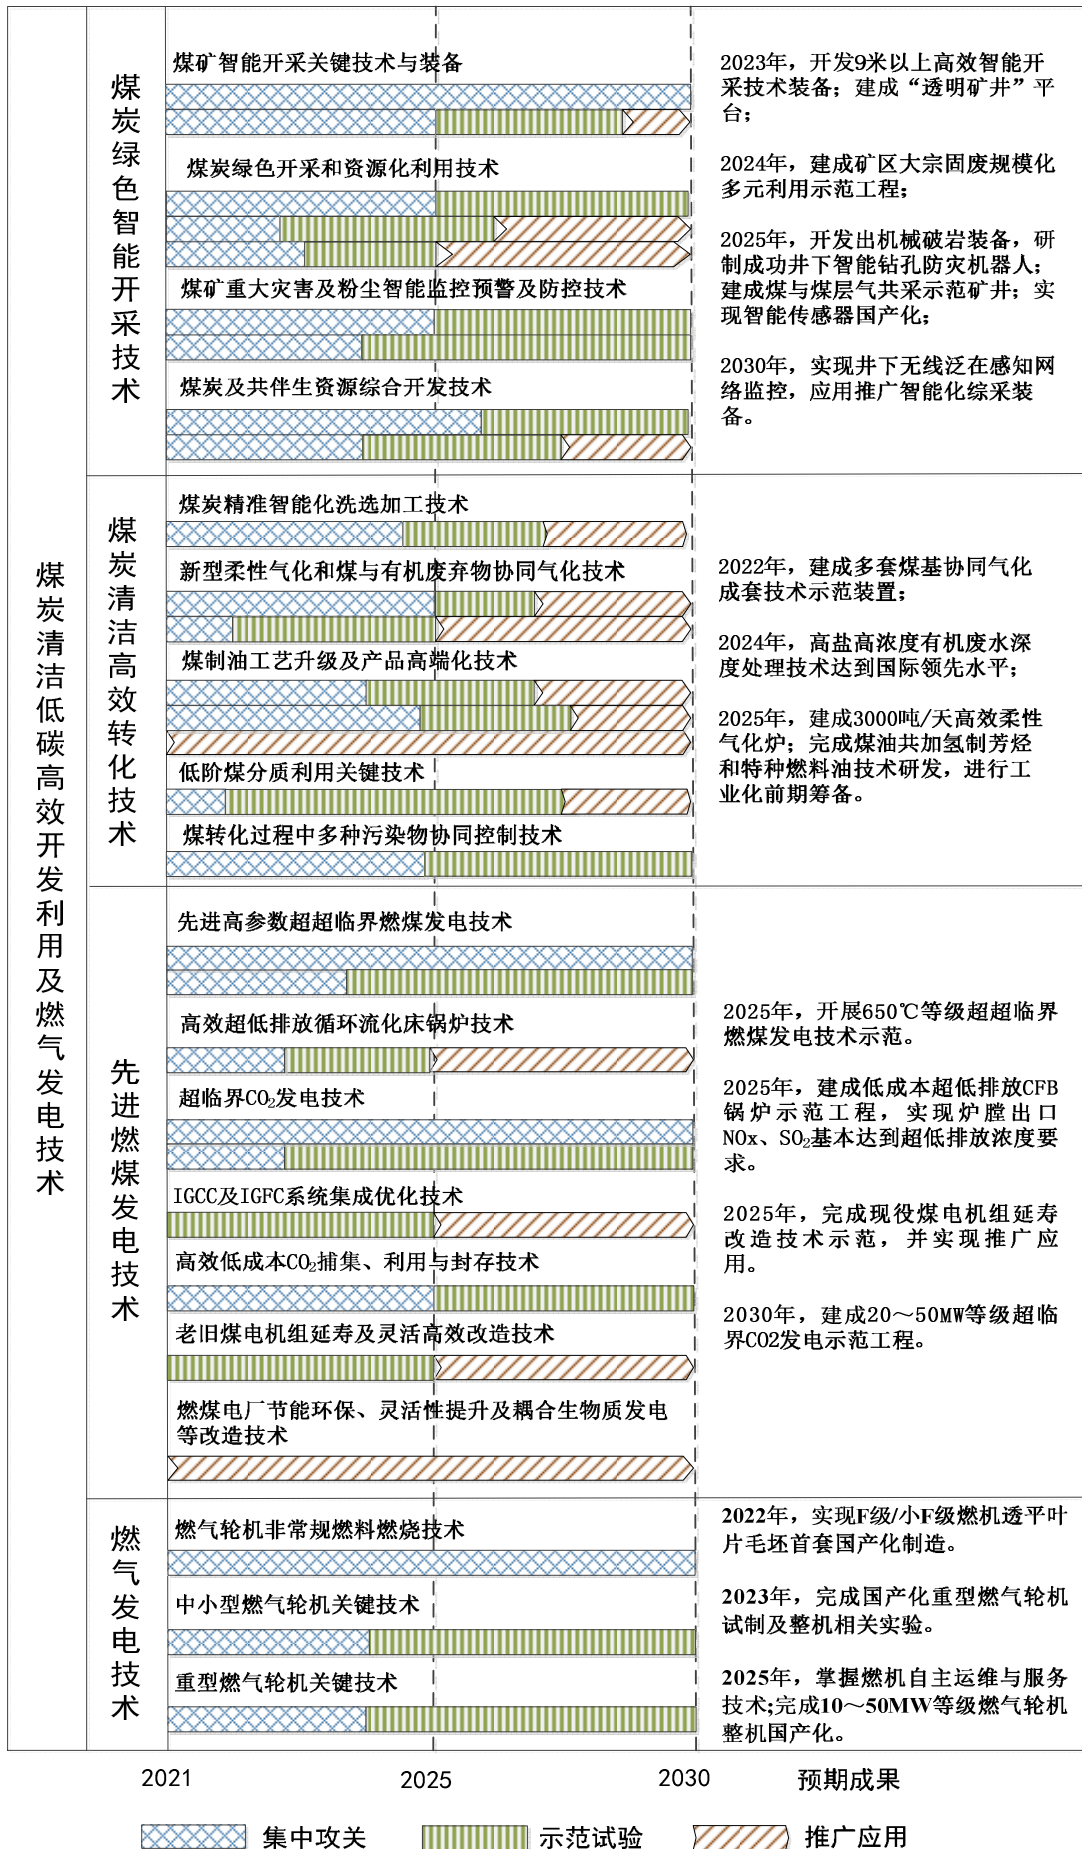 煤炭清洁低碳高效开发利用及燃气发电技术
煤炭绿色智能开采技术
煤矿智能开采关键技术与装备
煤炭绿色开采和资源化利用技术
煤矿重大灾害及粉尘智能监控预警及防控技术
煤炭及共伴生资源综合开发技术
2023年，开发9米以上高效智能开
采技术装备；建成“透明矿井”平
台；
2024年，建成矿区大宗固废规模化
多元利用示范工程；
2025年，开发出机械破岩装备，研
制成功井下智能钻孔防灾机器人；
建成煤与煤层气共采示范矿井；实
现智能传感器国产化；
2030年，实现井下无线泛在感知网
络监控，应用推广智能化综采装
备。
煤炭清洁高效转化技术
煤炭精准智能化洗选加工技术
新型柔性气化和煤与有机废弃物协同气化技术
煤制油工艺升级及产品高端化技术
低阶煤分质利用关键技术
煤转化过程中多种污染物协同控制技术
2022年，建成多套煤基协同气化
成套技术示范装置；
2024年，高盐高浓度有机废水深
度处理技术达到国际领先水平；
2025年，建成3000吨/天高效柔性
气化炉；完成煤油共加氢制芳烃
和特种燃料油技术研发，进行工
业化前期筹备。
先进燃煤发电技术
先进高参数超超临界燃煤发电技术
高效超低排放循环流化床锅炉技术
超临界CO₂发电技术
IGCC及IGFC系统集成优化技术
高效低成本CO₂捕集、利用与封存技术
老旧煤电机组延寿及灵活高效改造技术
燃煤电厂节能环保、灵活性提升及耦合生物质发电
等改造技术
2025年，开展650℃等级超超临界
燃煤发电技术示范。
2025年，建成低成本超低排放CFB
锅炉示范工程，实现炉膛出口
NOx、SO₂基本达到超低排放浓度要
求。
2025年，完成现役煤电机组延寿
改造技术示范，并实现推广应
用。
2030年，建成20～50MW等级超临
界CO2发电示范工程。
燃气发电技术
燃气轮机非常规燃料燃烧技术
中小型燃气轮机关键技术
重型燃气轮机关键技术
2022年，实现F级/小F级燃机透平叶
片毛坯首套国产化制造。
2023年，完成国产化重型燃气轮机
试制及整机相关实验。
2025年，掌握燃机自主运维与服务
技术;完成10～50MW等级燃气轮机
整机国产化。
2021 2025 2030 预期成果
集中攻关 示范试验 推广应用